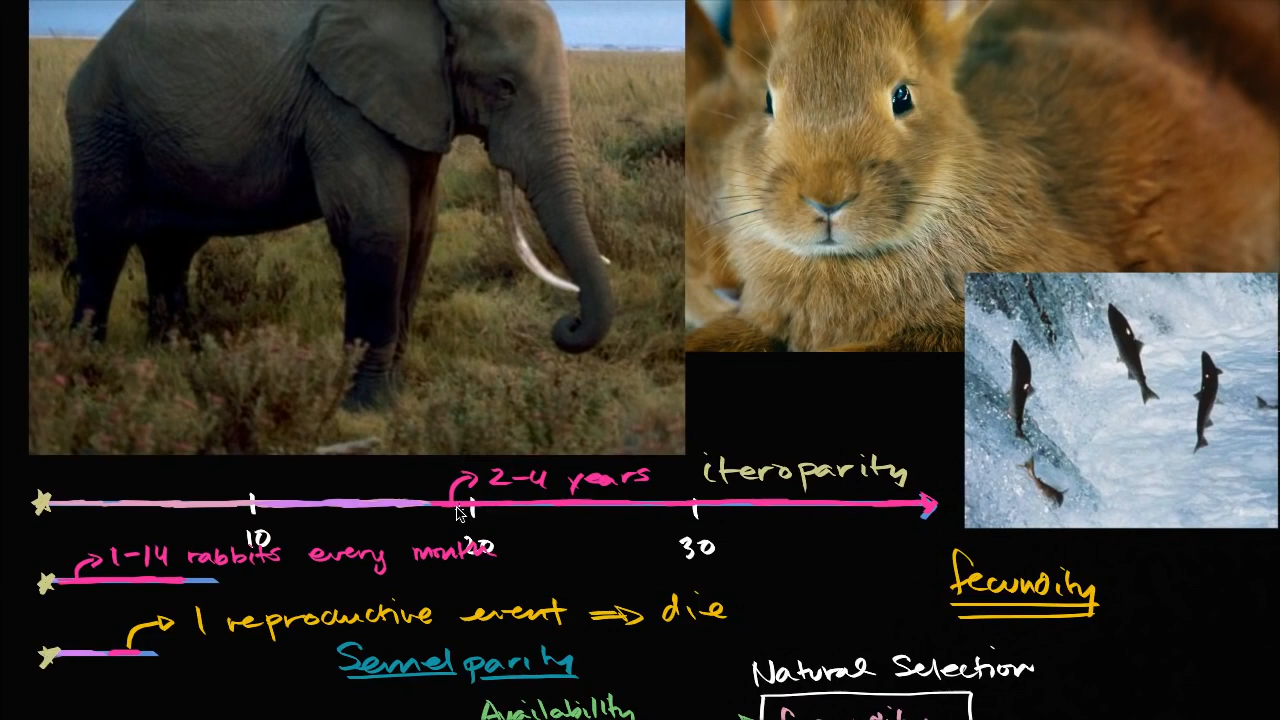 2-4 years iteroparity
10 20 30
1-14 rabbits every month
fecundity
1 reproductive event ⇒ die
Semelparity
Natural Selection
Availability
fecundity